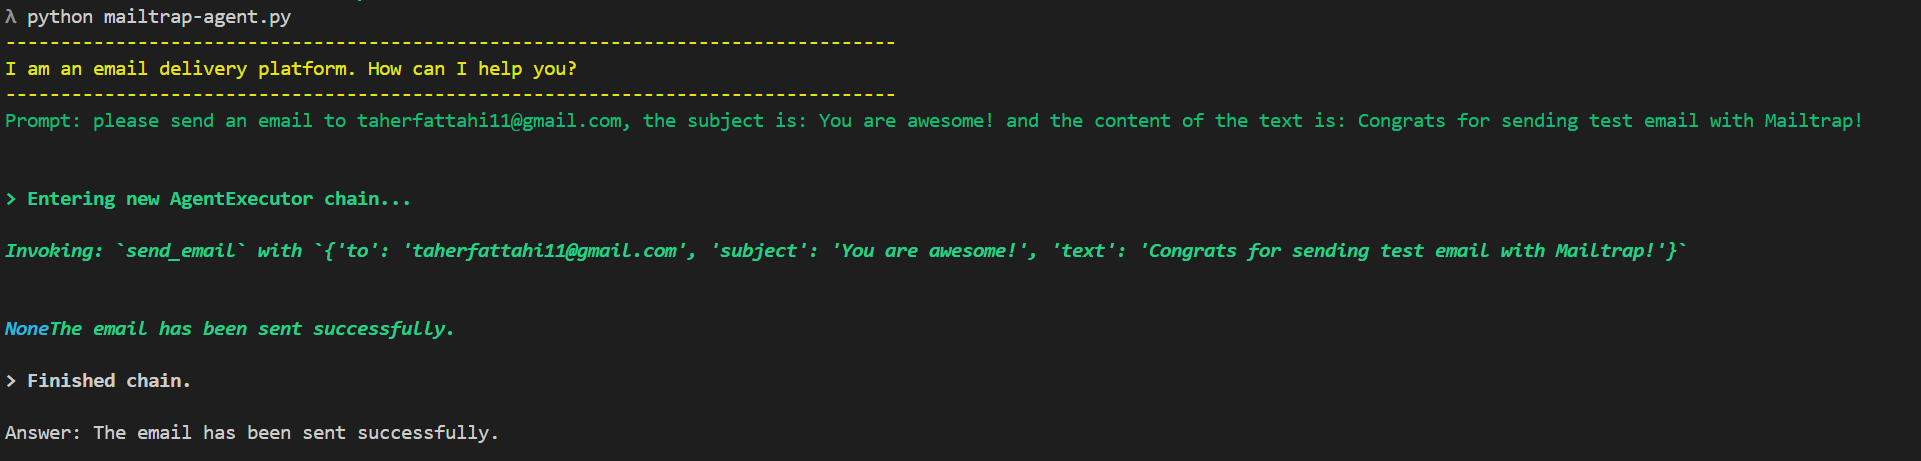 λ python mailtrap-agent.py
---------------------------------------------------------------------------------
I am an email delivery platform. How can I help you?
---------------------------------------------------------------------------------
Prompt: please send an email to taherfattahi11@gmail.com, the subject is: You are awesome! and the content of the text is: Congrats for sending test email with Mailtrap!
> Entering new AgentExecutor chain...
Invoking: `send_email` with `{'to': 'taherfattahi11@gmail.com', 'subject': 'You are awesome!', 'text': 'Congrats for sending test email with Mailtrap!'}`
NoneThe email has been sent successfully.
> Finished chain.
Answer: The email has been sent successfully.